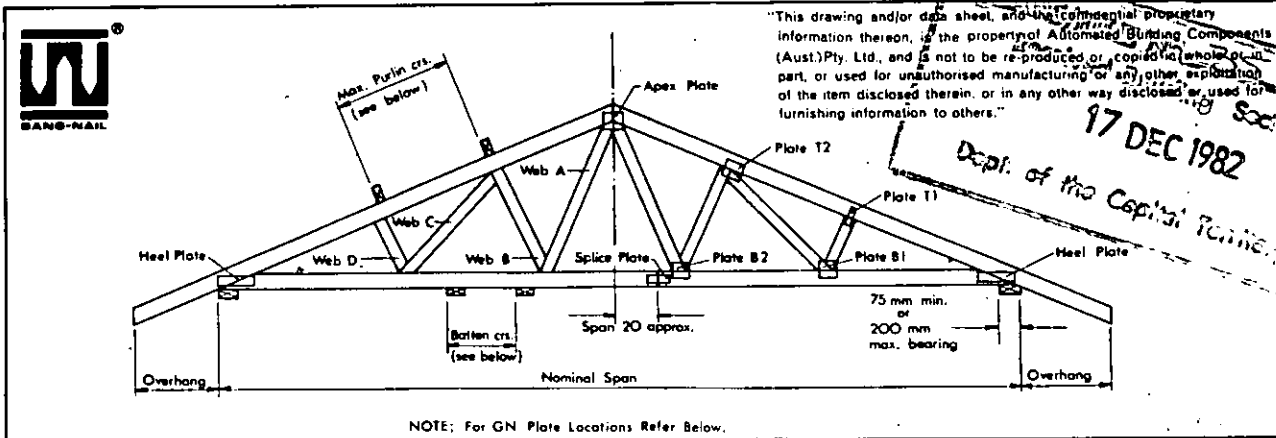 "This drawing and/or data sheet, and the confidential proprietary
information thereon, is the property of Automated Building Components
(Aust.)Pty. Ltd., and is not to be re-produced or copied in whole or in
part, or used for unauthorised manufacturing or any other exploitation
of the item disclosed therein, or in any other way disclosed or used for
furnishing information to others."
17 DEC 1982
Dept. of the Capital
®
GANG-NAIL
Max. Purlin crs.
(see below)
Apex Plate
Plate T2
Web A
Plate T1
Web C
Heel Plate
Web D
Web B
Splice Plate
Plate B2
Plate B1
Heel Plate
75 mm min.
or
200 mm
max. bearing
Span 20 approx.
Batten crs.
(see below)
Overhang
Nominal Span
Overhang
NOTE; For GN Plate Locations Refer Below.